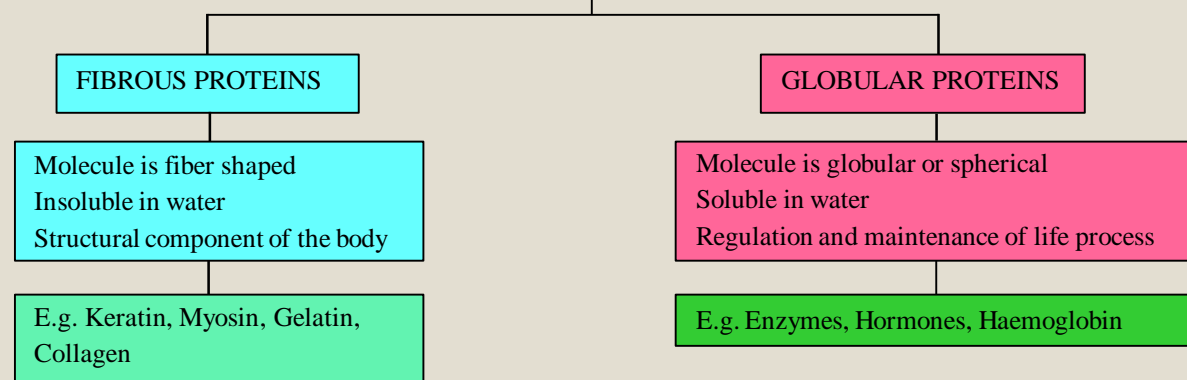 FIBROUS PROTEINS
GLOBULAR PROTEINS
Molecule is fiber shaped
Insoluble in water
Structural component of the body
Molecule is globular or spherical
Soluble in water
Regulation and maintenance of life process
E.g. Keratin, Myosin, Gelatin,
Collagen
E.g. Enzymes, Hormones, Haemoglobin